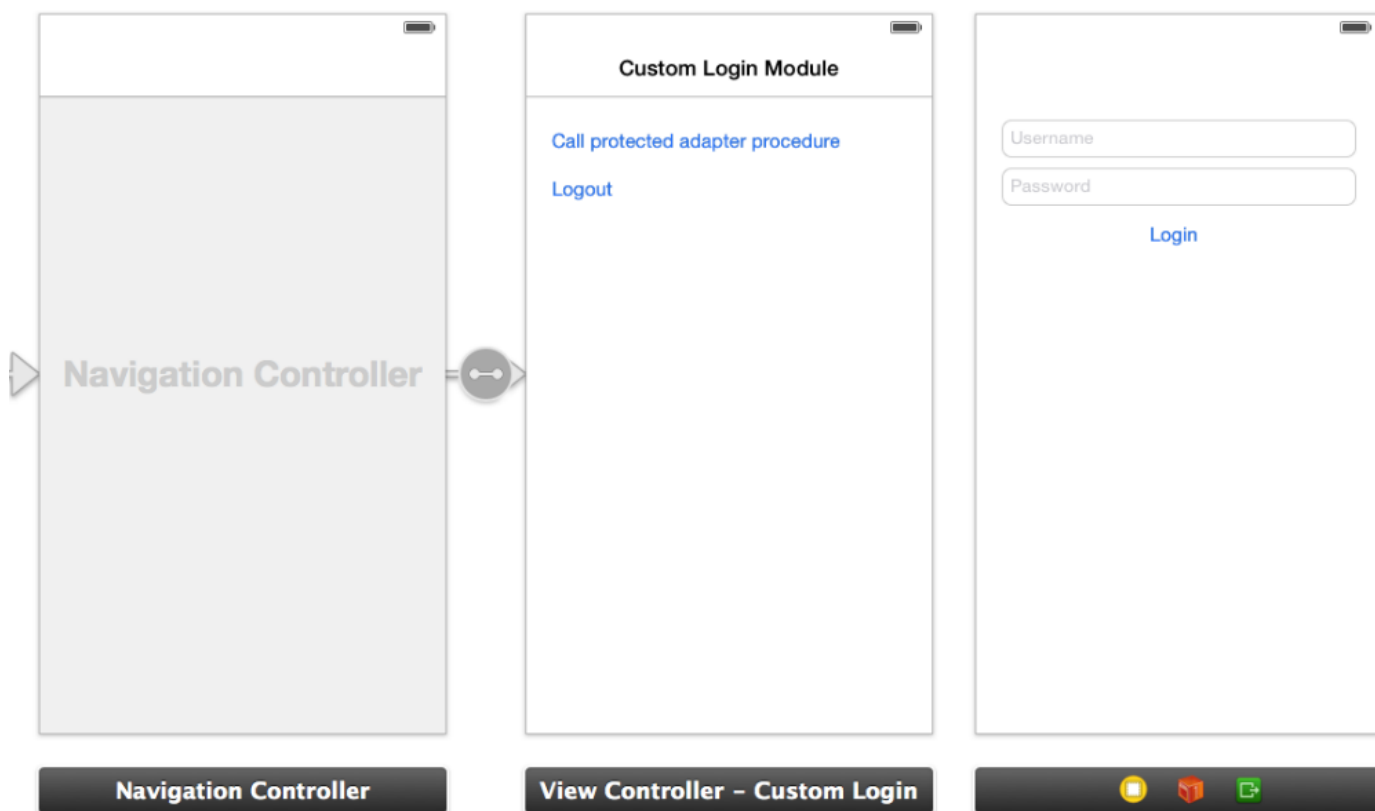 Navigation Controller
Navigation Controller
Custom Login Module
Call protected adapter procedure
Logout
View Controller – Custom Login
Username
Password
Login